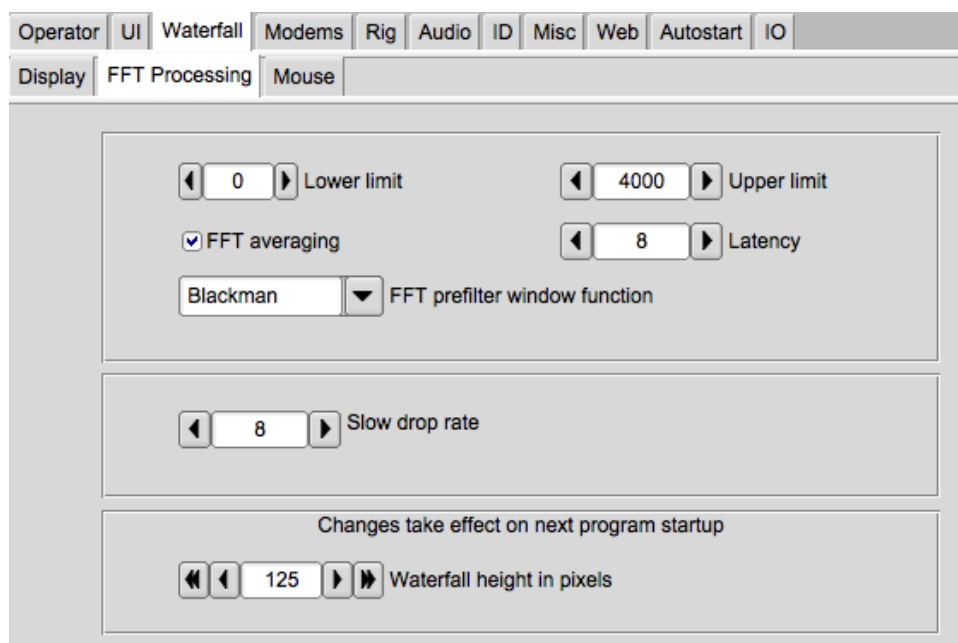 Operator UI Waterfall Modems Rig Audio ID Misc Web Autostart IO
Display FFT Processing Mouse
0 Lower limit 4000 Upper limit
FFT averaging 8 Latency
Blackman FFT prefilter window function
8 Slow drop rate
Changes take effect on next program startup
125 Waterfall height in pixels